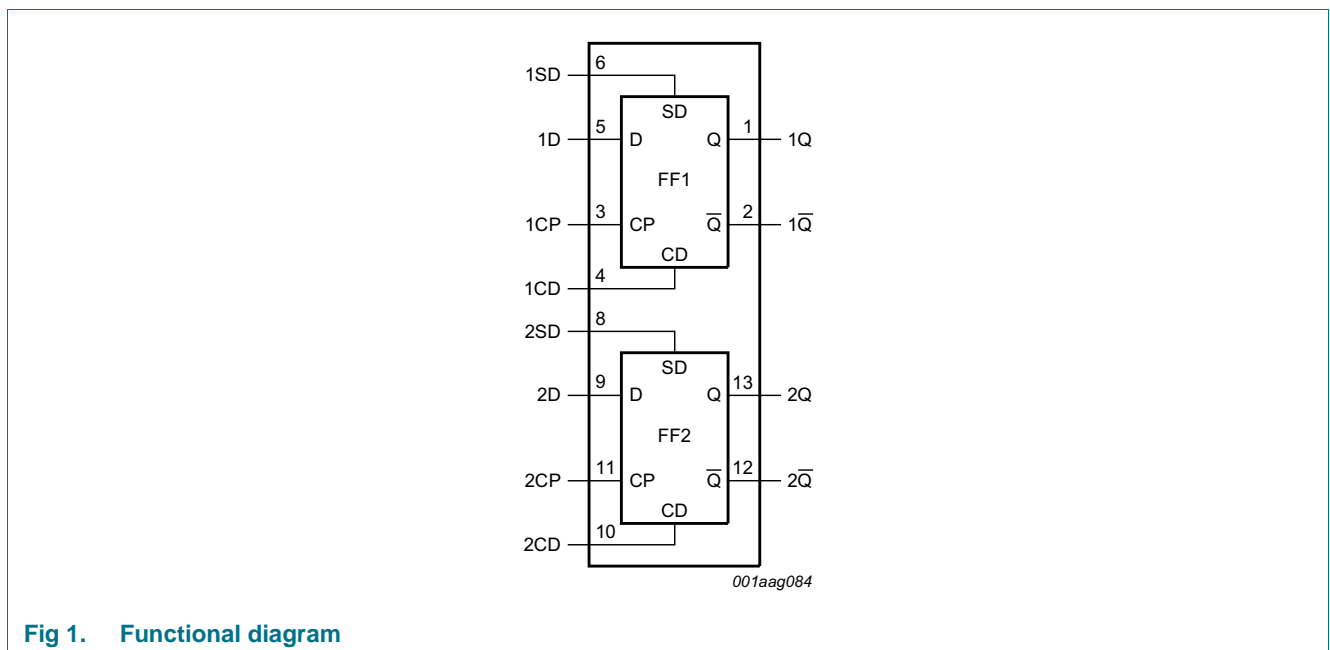 6
1SD
SD
5
1
1D
D
Q
1Q
FF1
3
2
1CP
CP
Q̅
1Q̅
CD
4
1CD
8
2SD
SD
9
13
2D
D
Q
2Q
FF2
11
12
2CP
CP
Q̅
2Q̅
CD
10
2CD
001aag084
Fig 1. Functional diagram